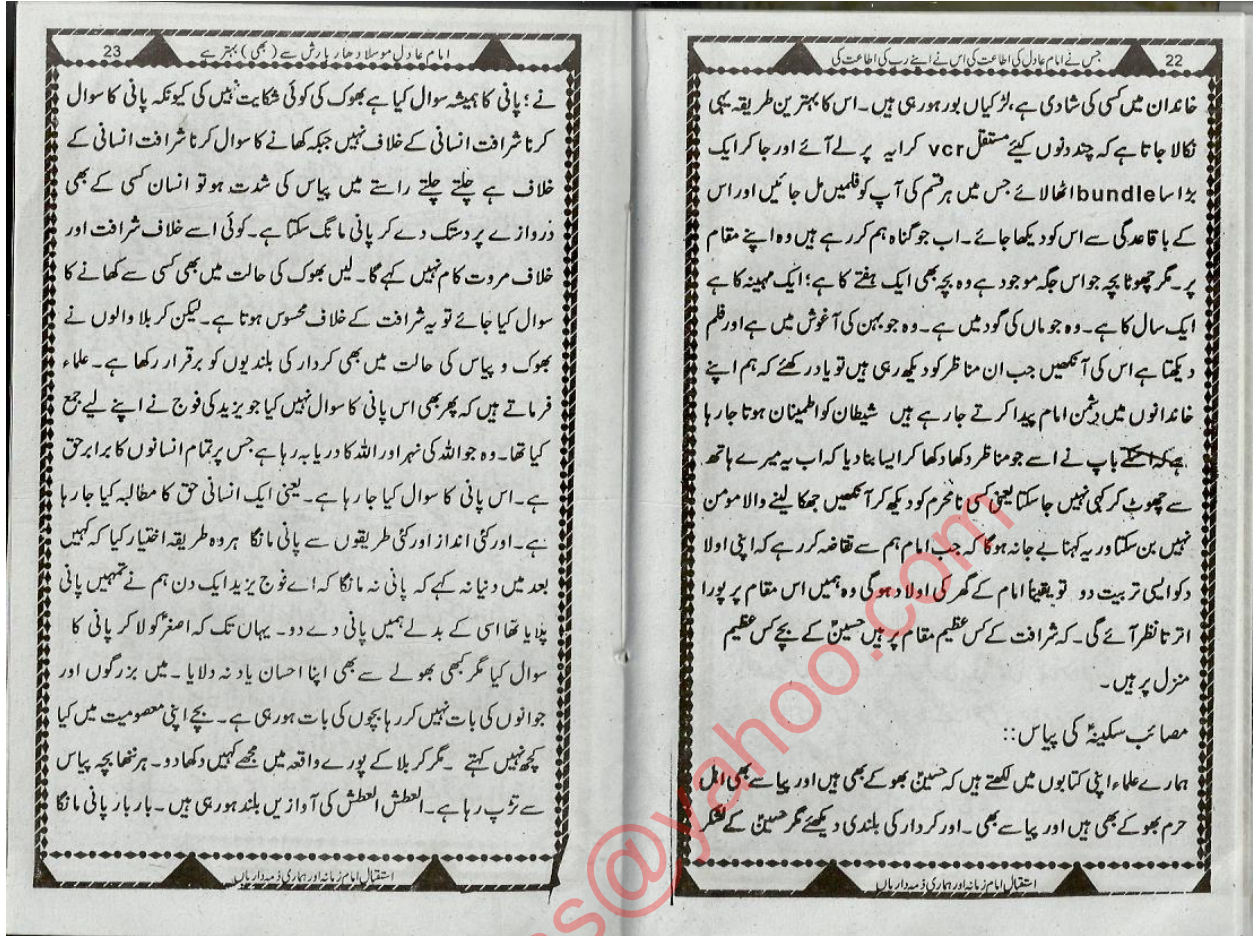 22
جس نے امام عادل کی اطاعت کی اس نے اپنے رب کی اطاعت کی
خاندان میں کسی کی شادی ہے، لڑکیاں بور ہو رہی ہیں۔ اس کا بہترین طریقہ یہی
نکالا جاتا ہے کہ چند دنوں کیلئے مستقل vcr کرایہ پر لے آئے اور جا کر ایک
بڑا سا bundle اٹھا لائے جس میں ہر قسم کی آپ کو فلمیں مل جائیں اور اس
کے باقاعدگی سے اس کو دیکھا جائے۔ اب جو گناہ ہم کر رہے ہیں وہ اپنے مقام
پر۔ مگر چھوٹا بچہ جو اس جگہ موجود ہے وہ بچہ بھی ایک ہفتے کا ہے؛ ایک مہینہ کا ہے
ایک سال کا ہے۔ وہ جو ماں کی گود میں ہے۔ وہ جو بہن کی آغوش میں ہے اور فلم
دیکتا ہے اس کی آنکھیں جب ان مناظر کو دیکھ رہی ہیں تو یاد رکھئے کہ ہم اپنے
خاندانوں میں دشمن امام پیدا کرتے جا رہے ہیں شیطان کو اطمینان ہوتا جا رہا
ہے کہ اسکے باپ نے اسے جو مناظر دکھا دکھا کر ایسا بنا دیا کہ اب یہ میرے ہاتھ
سے چھوٹ کر کہی نہیں جا سکتا یعنی کسی نامحرم کو دیکھ کر آنکھیں جھکا لینے والا مومن
نہیں بن سکتا ور یہ کہنا بے جا نہ ہوگا کہ جب امام ہم سے تقاضہ کر رہے کہ اپنی اولا
د کو ایسی تربیت دو تو یقیناً امام کے گھر کی اولاد ہوگی وہ ہمیں اس مقام پر پورا
اترتا نظر آئے گی۔ کہ شرافت کے کس عظیم مقام پر ہیں حسینؑ کے بچے کس عظیم
منزل پر ہیں۔
مصائب سکینہؑ کی پیاس::
ہمارے علماء اپنی کتابوں میں لکھتے ہیں کہ حسینؑ بھوکے بھی ہیں اور پیاسے بھی اہل
حرم بھوکے بھی ہیں اور پیاسے بھی۔ اور کردار کی بلندی دیکھئے مگر حسینؑ کے لشکر
استقبال امام زمانہ اور ہماری ذمہ داریاں
23
امام عادل موسلا دھار بارش سے (بھی) بہتر ہے
نے؛ پانی کا ہمیشہ سوال کیا ہے بھوک کی کوئی شکایت نہیں کی کیونکہ پانی کا سوال
کرنا شرافت انسانی کے خلاف نہیں جبکہ کھانے کا سوال کرنا شرافت انسانی کے
خلاف ہے چلتے چلتے راستے میں پیاس کی شدت ہو تو انسان کسی کے بھی
دروازے پر دستک دے کر پانی مانگ سکتا ہے۔ کوئی اسے خلاف شرافت اور
خلاف مروت کام نہیں کہے گا۔ لیں بھوک کی حالت میں بھی کسی سے کھانے کا
سوال کیا جائے تو یہ شرافت کے خلاف محسوس ہوتا ہے۔ لیکن کربلا والوں نے
بھوک و پیاس کی حالت میں بھی کردار کی بلندیوں کو برقرار رکھا ہے۔ علماء
فرماتے ہیں کہ پھر بھی اس پانی کا سوال نہیں کیا جو یزید کی فوج نے اپنے لیے جمع
کیا تھا۔ وہ جو اللہ کی نہر اور اللہ کا دریا بہ رہا ہے جس پر تمام انسانوں کا برابر حق
ہے۔ اس پانی کا سوال کیا جا رہا ہے۔ یعنی ایک انسانی حق کا مطالبہ کیا جا رہا
ہے۔ اور کئی انداز اور کئی طریقوں سے پانی مانگا ہر وہ طریقہ اختیار کیا کہ کہیں
بعد میں دنیا نہ کہے کہ پانی نہ مانگا کہ اے فوج یزید ایک دن ہم نے تمہیں پانی
پلایا تھا اسی کے بدلے ہمیں پانی دے دو۔ یہاں تک کہ اصغرؑ کو لا کر پانی کا
سوال کیا مگر کبھی بھولے سے بھی اپنا احسان یاد نہ دلایا۔ میں بزرگوں اور
جوانوں کی بات نہیں کر رہا بچوں کی بات ہو رہی ہے۔ بچے اپنی معصومیت میں کیا
کچھ نہیں کہتے ۔ مگر کربلا کے پورے واقعہ میں مجھے کہیں دکھا دو۔ ہر ننھا بچہ پیاس
سے تڑپ رہا ہے۔ العطش العطش کی آوازیں بلند ہو رہی ہیں۔ بار بار پانی مانگا
استقبال امام زمانہ اور ہماری ذمہ داریاں
s@yahoo.com